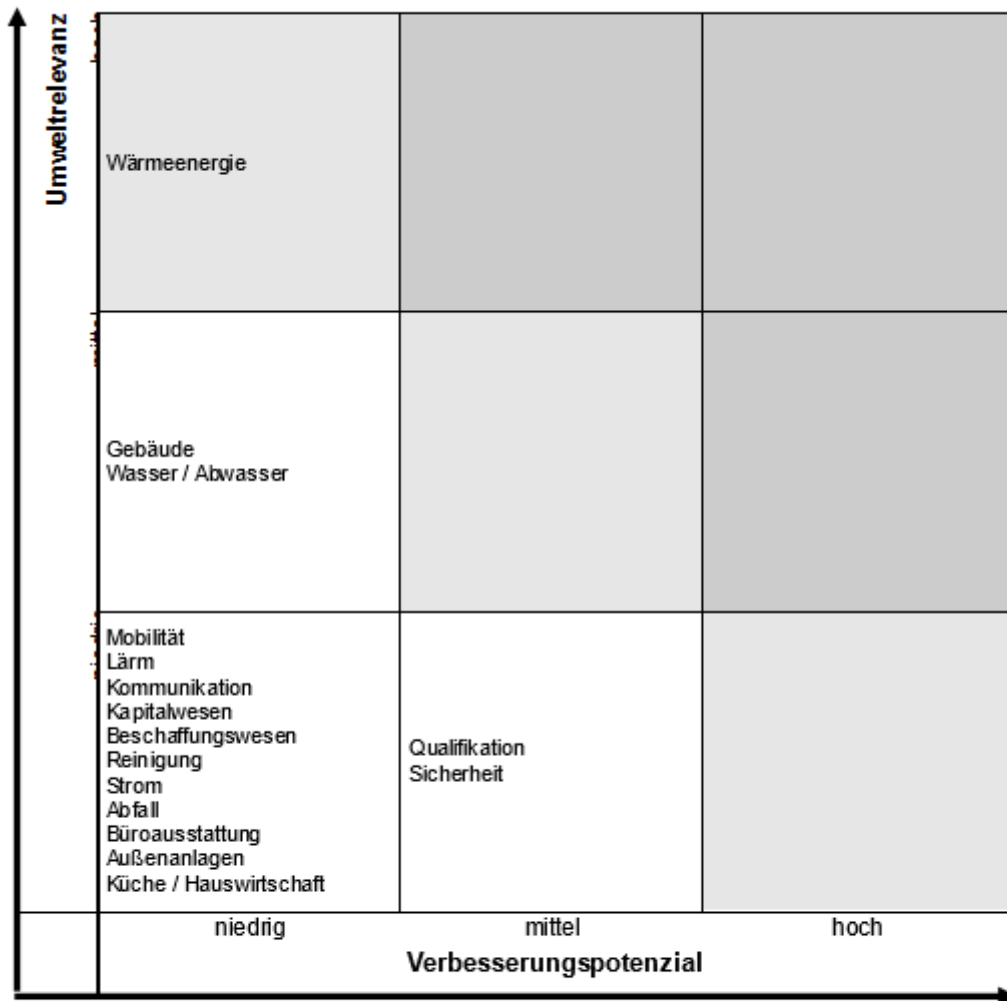 Umweltrelevanz
Wärmeenergie
Gebäude
Wasser / Abwasser
Mobilität
Lärm
Kommunikation
Kapitalwesen
Beschaffungswesen
Reinigung
Strom
Abfall
Büroausstattung
Außenanlagen
Küche / Hauswirtschaft
Qualifikation
Sicherheit
niedrig
mittel
hoch
Verbesserungspotenzial